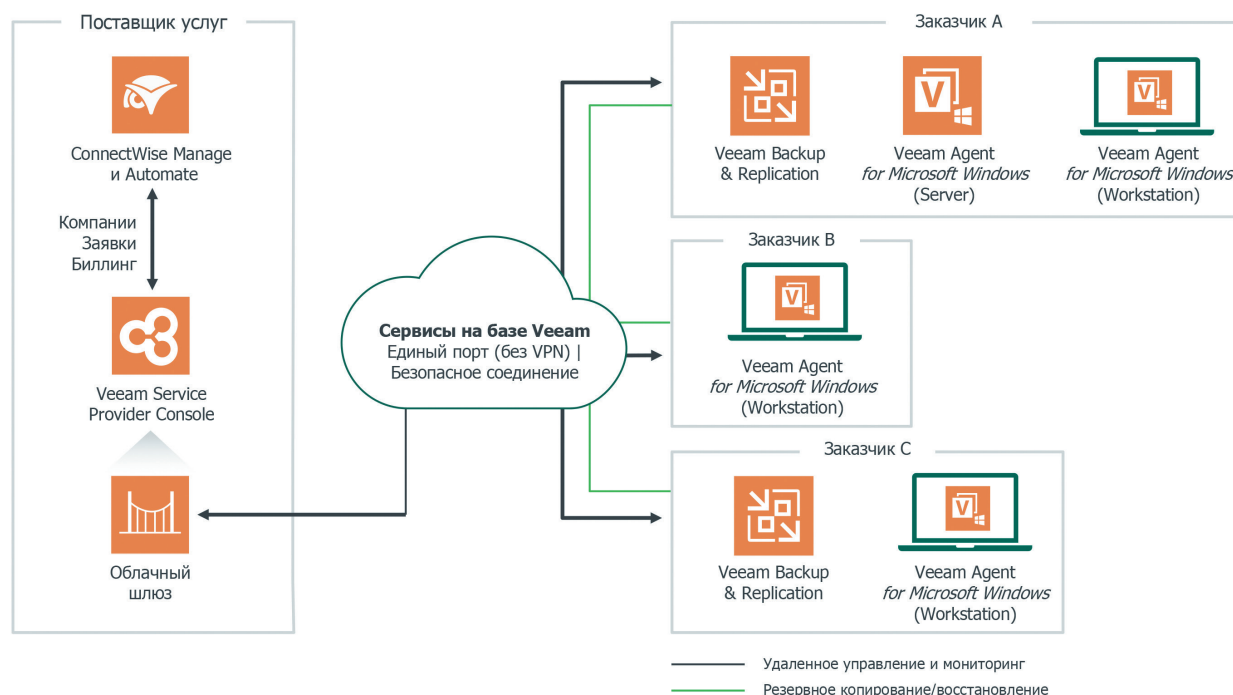 Поставщик услуг
ConnectWise Manage
и Automate
Компании
Заявки
Биллинг
Veeam Service
Provider Console
Облачный
шлюз
Сервисы на базе Veeam
Единый порт (без VPN) |
Безопасное соединение
Заказчик A
Veeam Backup
& Replication
Veeam Agent
for Microsoft Windows
(Server)
Veeam Agent
for Microsoft Windows
(Workstation)
Заказчик B
Veeam Agent
for Microsoft Windows
(Workstation)
Заказчик C
Veeam Backup
& Replication
Veeam Agent
for Microsoft Windows
(Workstation)
Удаленное управление и мониторинг
Резервное копирование/восстановление